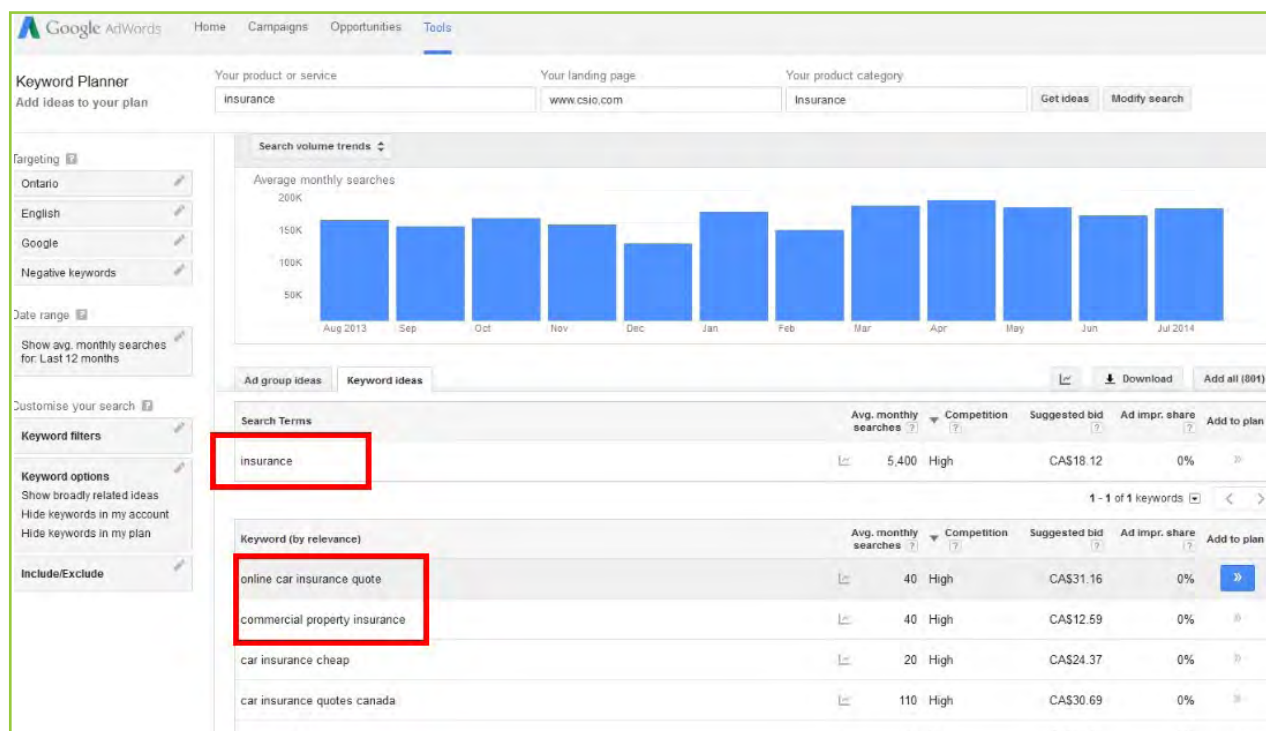 Google AdWords Home Campaigns Opportunities Tools
Keyword Planner
Add ideas to your plan
Your product or service Your landing page Your product category
insurance www.csio.com Insurance Get ideas Modify search
Targeting ?
Ontario
English
Google
Negative keywords
Date range ?
Show avg. monthly searches
for: Last 12 months
Customise your search ?
Keyword filters
Keyword options
Show broadly related ideas
Hide keywords in my account
Hide keywords in my plan
Include/Exclude
Search volume trends
Average monthly searches
200K
150K
100K
50K
Aug 2013 Sep Oct Nov Dec Jan Feb Mar Apr May Jun Jul 2014
Ad group ideas Keyword ideas Download Add all (801)
Search Terms Avg. monthly searches ? Competition ? Suggested bid ? Ad impr. share ? Add to plan
insurance 5,400 High CA$18.12 0% »
1 - 1 of 1 keywords < >
Keyword (by relevance) Avg. monthly searches ? Competition ? Suggested bid ? Ad impr. share ? Add to plan
online car insurance quote 40 High CA$31.16 0% »
commercial property insurance 40 High CA$12.59 0% »
car insurance cheap 20 High CA$24.37 0% »
car insurance quotes canada 110 High CA$30.69 0% »